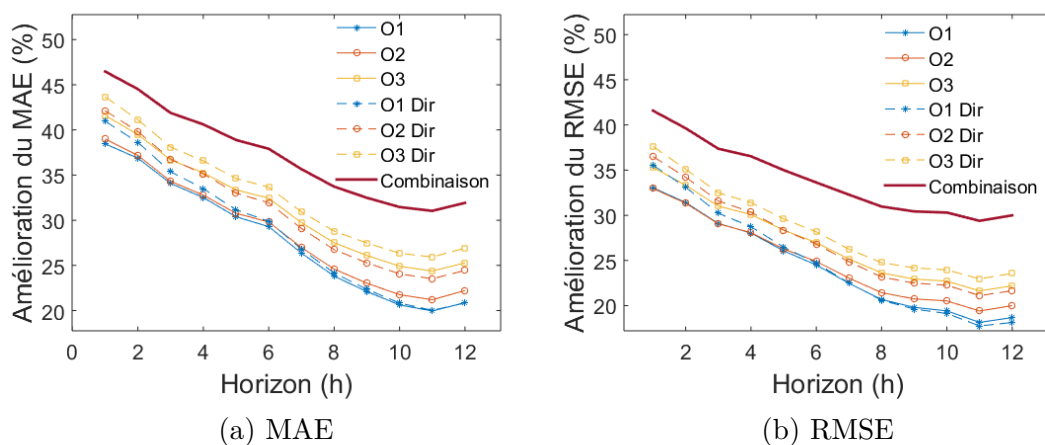 Amélioration du MAE (%)
50
45
40
35
30
25
20
0
2
4
6
8
10
12
Horizon (h)
O1
O2
O3
O1 Dir
O2 Dir
O3 Dir
Combinaison
(a) MAE
Amélioration du RMSE (%)
50
45
40
35
30
25
20
2
4
6
8
10
12
Horizon (h)
O1
O2
O3
O1 Dir
O2 Dir
O3 Dir
Combinaison
(b) RMSE